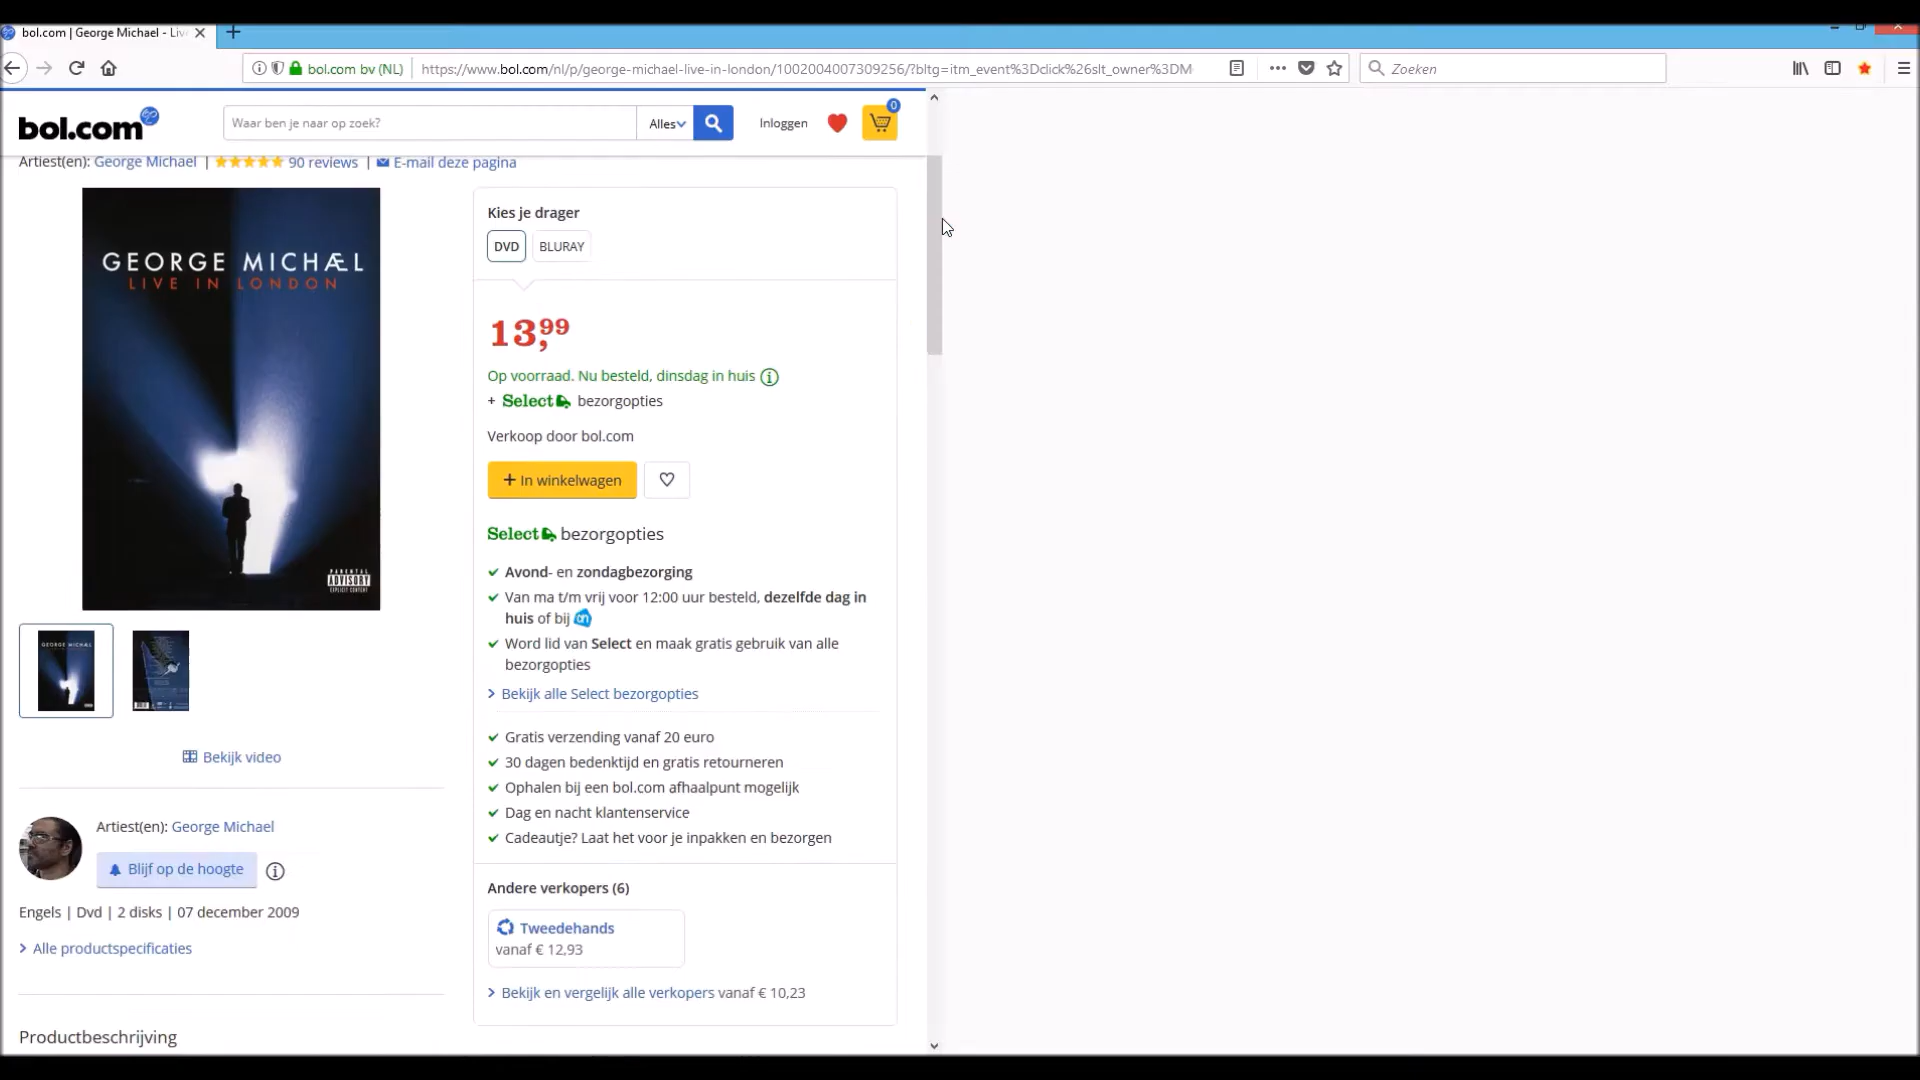 bol.com | George Michael - Liv
bol.com bv (NL)
https://www.bol.com/nl/p/george-michael-live-in-london/1002004007309256/?bltg=itm_event%3Dclick%26slt_owner%3DM
Zoeken
bol.com
Waar ben je naar op zoek?
Alles
Inloggen
0
Artiest(en): George Michael | 90 reviews | E-mail deze pagina
GEORGE MICHÆL
LIVE IN LONDON
PARENTAL
ADVISORY
EXPLICIT CONTENT
Kies je drager
DVD
BLURAY
13,99
Op voorraad. Nu besteld, dinsdag in huis
+ Select bezorgopties
Verkoop door bol.com
+ In winkelwagen
Select bezorgopties
Avond- en zondagbezorging
Van ma t/m vrij voor 12:00 uur besteld, dezelfde dag in
huis of bij ah
Word lid van Select en maak gratis gebruik van alle
bezorgopties
Bekijk alle Select bezorgopties
Gratis verzending vanaf 20 euro
30 dagen bedenktijd en gratis retourneren
Ophalen bij een bol.com afhaalpunt mogelijk
Dag en nacht klantenservice
Cadeautje? Laat het voor je inpakken en bezorgen
Andere verkopers (6)
Tweedehands
vanaf € 12,93
Bekijk en vergelijk alle verkopers vanaf € 10,23
GEORGE MICHÆL
Bekijk video
Artiest(en): George Michael
Blijf op de hoogte
Engels | Dvd | 2 disks | 07 december 2009
Alle productspecificaties
Productbeschrijving